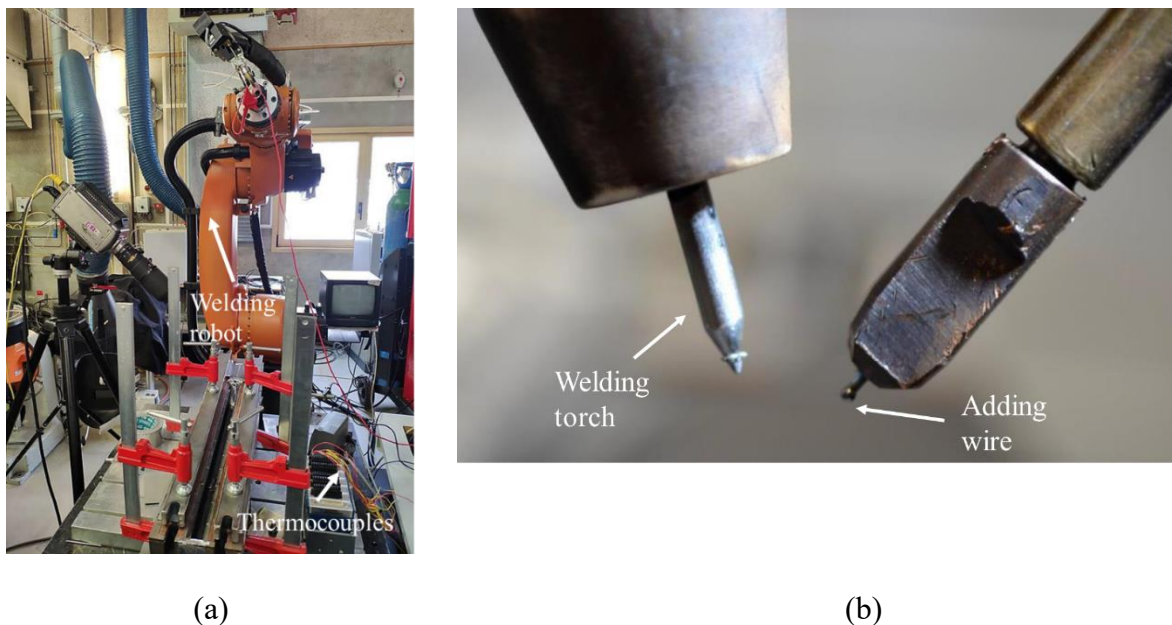 Welding
robot
Thermocouples
Welding
torch
Adding
wire
(a)
(b)